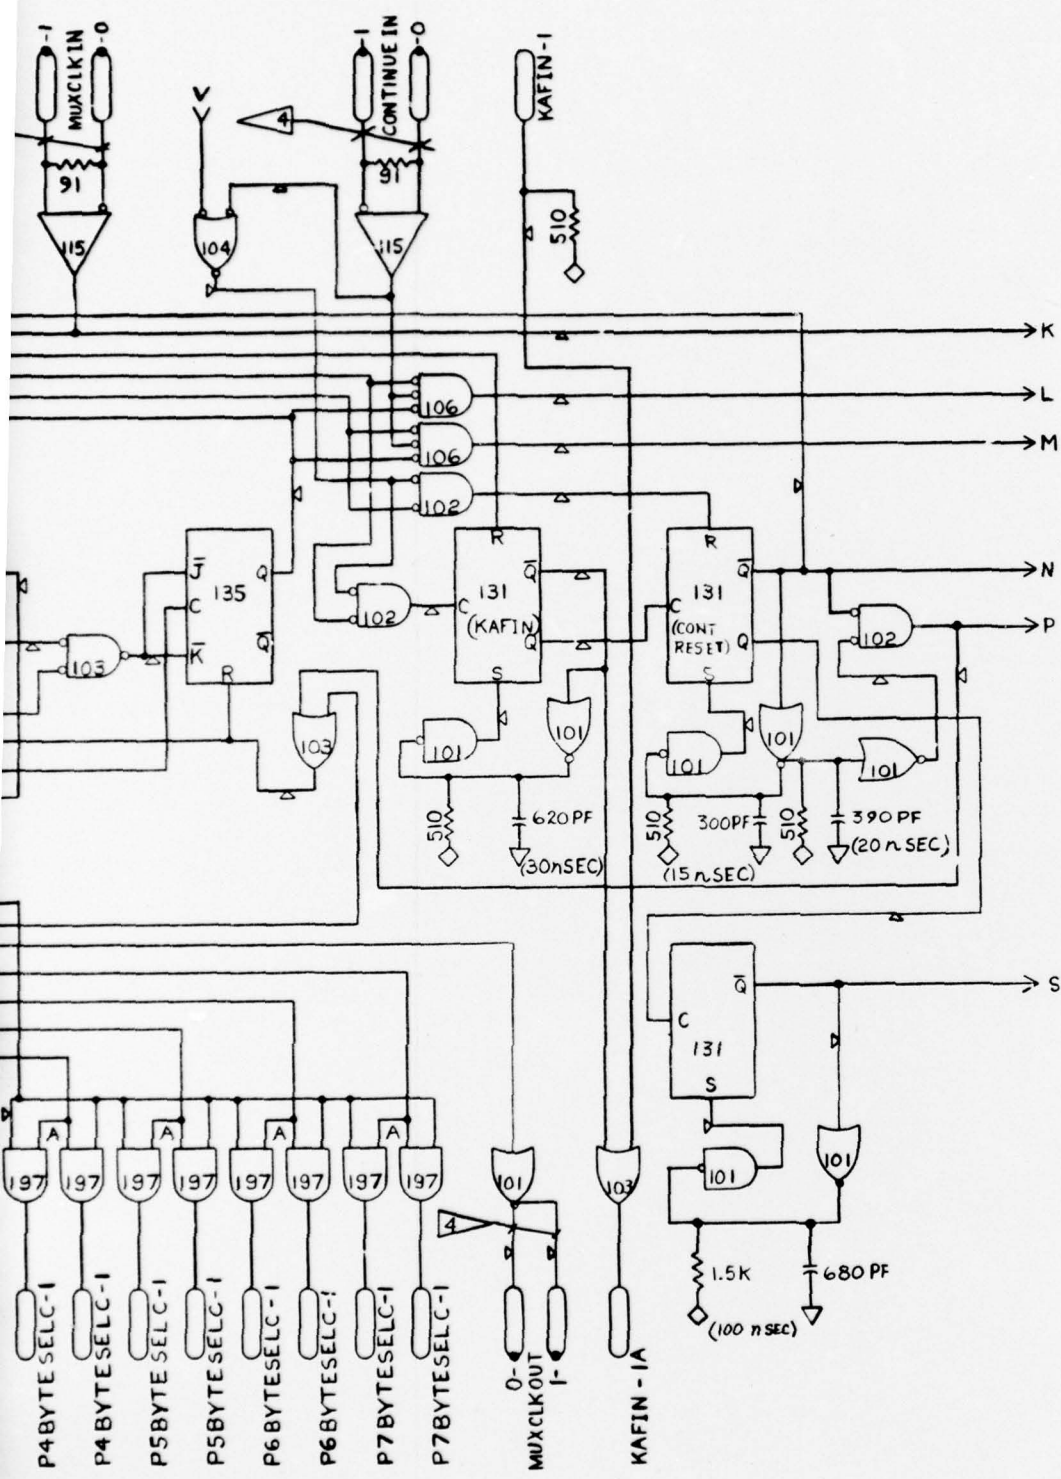 -1
MUXCLK IN
-0
V
4
-1
CONTINUE IN
-0
KAFIN-1
91
91
510
115
104
115
K
106
L
106
M
102
J
Q
135
C
K
Q
R
103
102
R
Q
131
C
(KAFIN)
Q
S
R
Q
131
C
(CONT
RESET)
Q
S
102
N
P
103
101
101
101
101
101
510
620PF
(30nSEC)
510
300PF
(15nSEC)
510
390PF
(20nSEC)
Q
S
C
131
S
A
A
A
A
197
197
197
197
197
197
197
197
101
103
101
101
4
1.5K
680PF
(100 nSEC)
P4BYTESELC-1
P4BYTESELC-1
P5BYTESELC-1
P5BYTESELC-1
P6BYTESELC-1
P6BYTESELC-1
P7BYTESELC-1
P7BYTESELC-1
0-
MUXCLKOUT
1-
KAFIN-1A